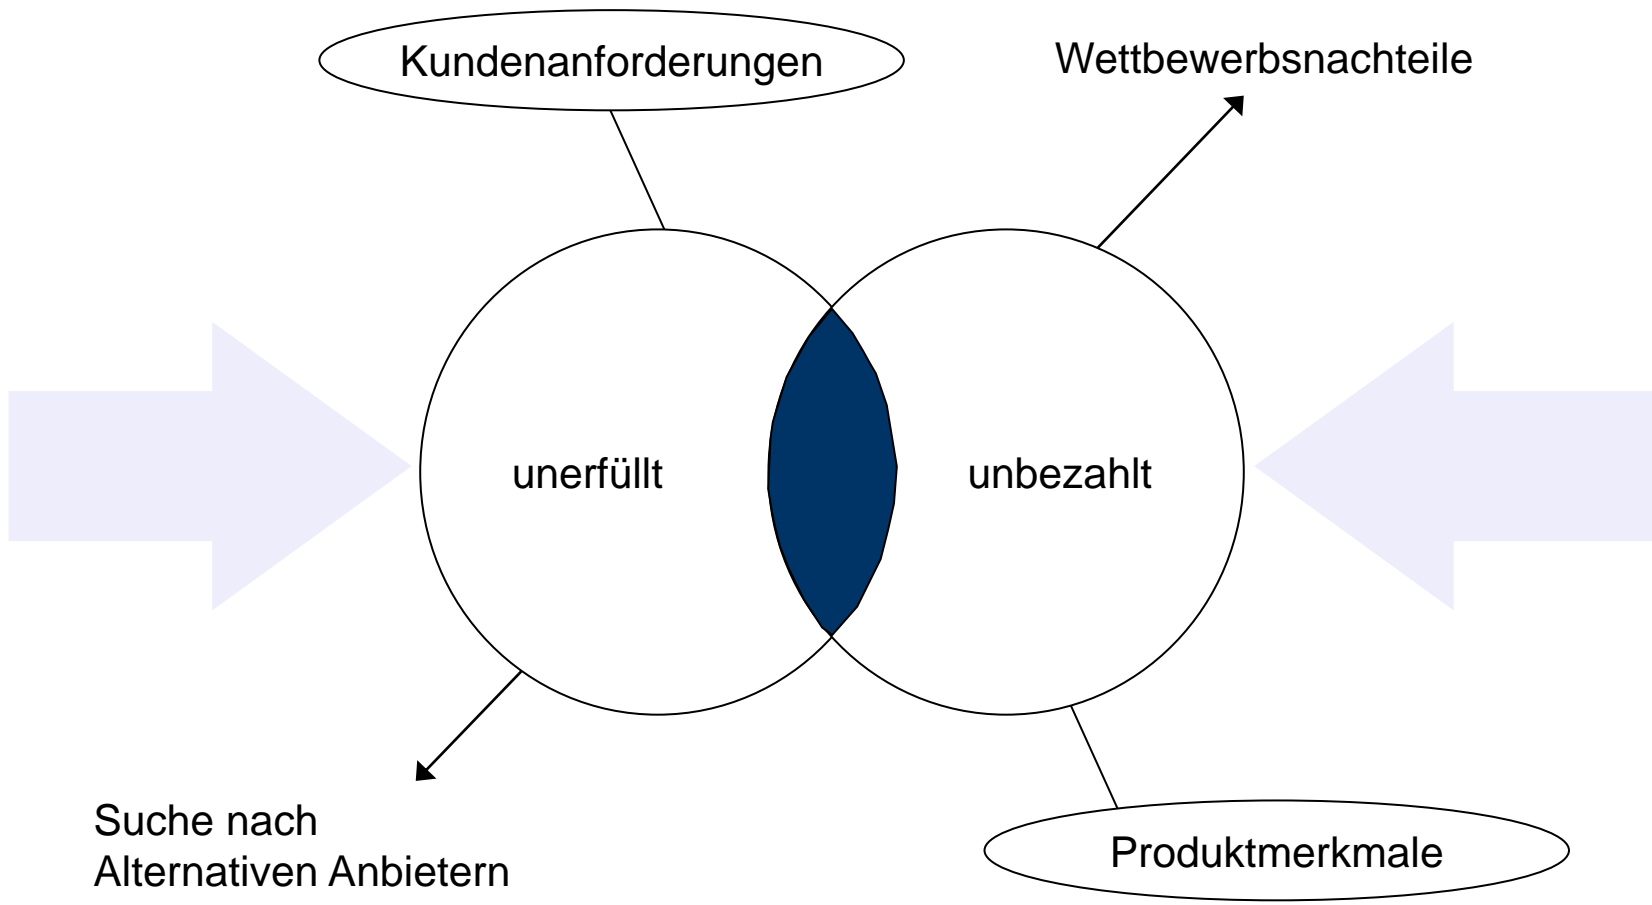 Kundenanforderungen
Wettbewerbsnachteile
unerfüllt
unbezahlt
Suche nach
Alternativen Anbietern
Produktmerkmale